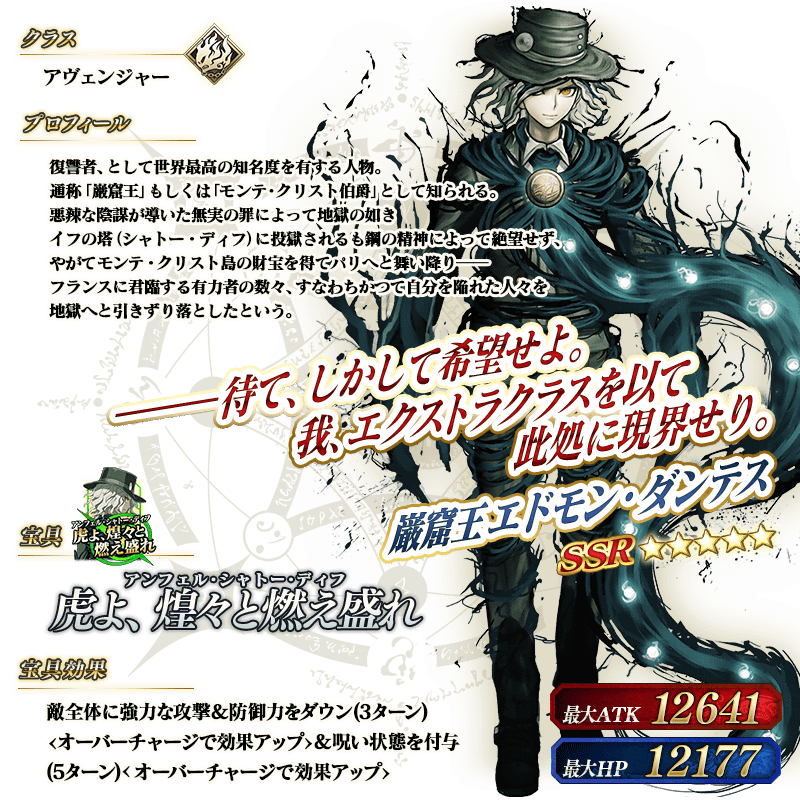 クラス
アヴェンジャー
プロフィール
復讐者、として世界最高の知名度を有する人物。
通称「巌窟王」もしくは「モンテ・クリスト伯爵」として知られる。
悪辣な陰謀が導いた無実の罪によって地獄の如き
イフの塔(シャトー・ディフ)に投獄されるも鋼の精神によって絶望せず、
やがてモンテ・クリスト島の財宝を得てパリへと舞い降り――
フランスに君臨する有力者の数々、すなわちかつて自分を陥れた人々を
地獄へと引きずり落としたという。
――待て、しかして希望せよ。
我、エクストラクラスを以て
此処に現界せり。
巌窟王 エドモン・ダンテス
SSR ★★★★★
宝具
アンフェル・シャトー・ディフ
虎よ、煌々と
燃え盛れ
アンフェル・シャトー・ディフ
虎よ、煌々と燃え盛れ
宝具効果
敵全体に強力な攻撃&防御力をダウン(3ターン)
<オーバーチャージで効果アップ>&呪い状態を付与
(5ターン)<オーバーチャージで効果アップ>
最大ATK 12641
最大HP 12177